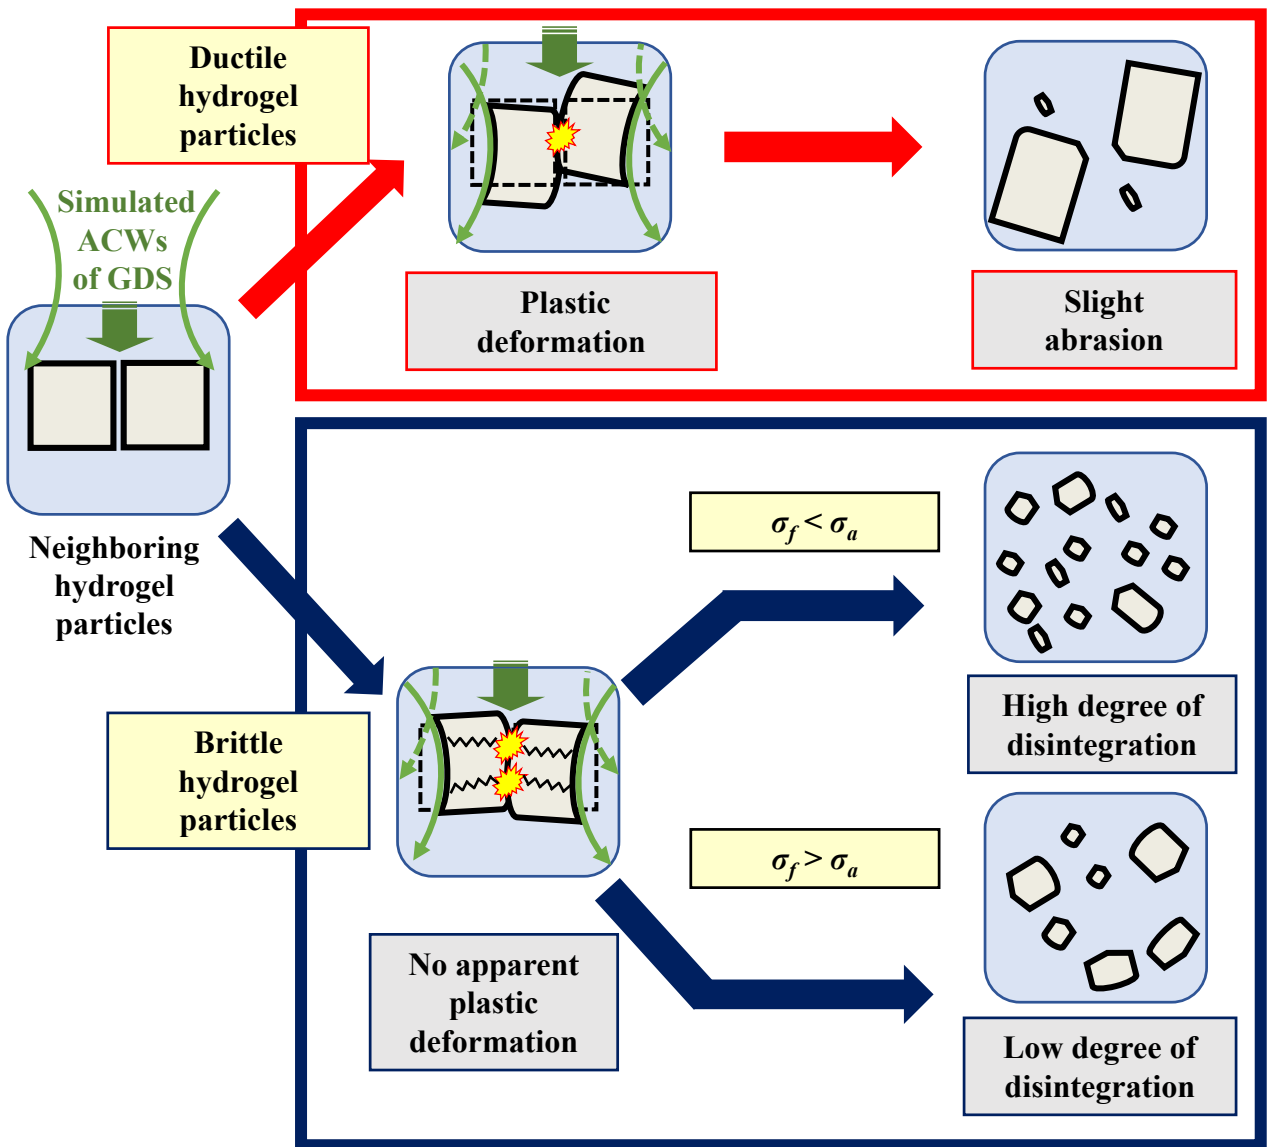 Ductile
hydrogel
particles
Simulated
ACWs
of GDS
Neighboring
hydrogel
particles
Plastic
deformation
Slight
abrasion
Brittle
hydrogel
particles
No apparent
plastic
deformation
σf < σa
High degree of
disintegration
σf > σa
Low degree of
disintegration